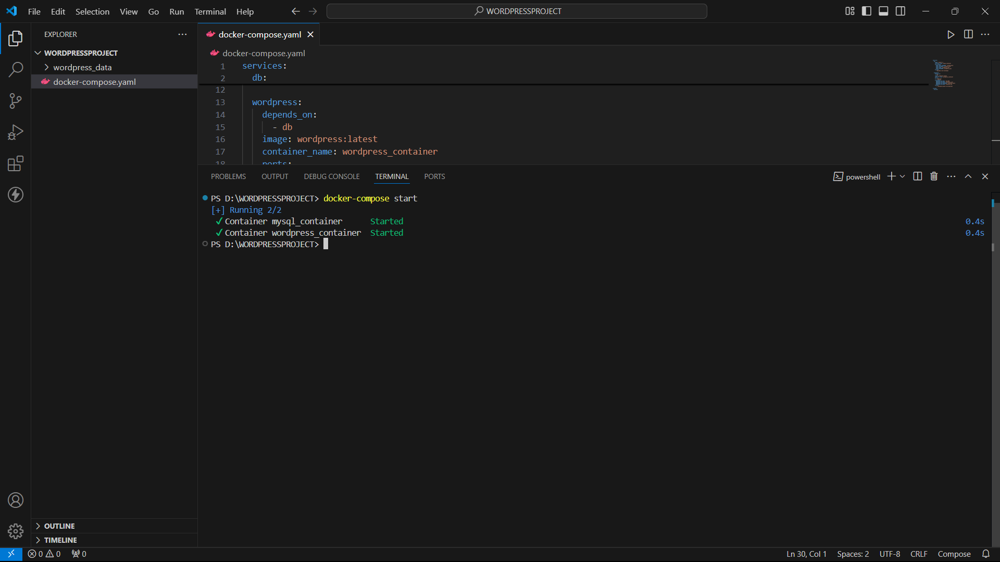 File Edit Selection View Go Run Terminal Help
WORDPRESSPROJECT
EXPLORER
WORDPRESSPROJECT
wordpress_data
docker-compose.yaml
OUTLINE
TIMELINE
docker-compose.yaml
docker-compose.yaml
1 services:
2 db:
12
13 wordpress:
14 depends_on:
15 - db
16 image: wordpress:latest
17 container_name: wordpress_container
18 ports:
PROBLEMS OUTPUT DEBUG CONSOLE TERMINAL PORTS
powershell
PS D:\WORDPRESSPROJECT> docker-compose start
[+] Running 2/2
✓ Container mysql_container Started 0.4s
✓ Container wordpress_container Started 0.4s
PS D:\WORDPRESSPROJECT>
0 0 0
Ln 30, Col 1 Spaces: 2 UTF-8 CRLF Compose